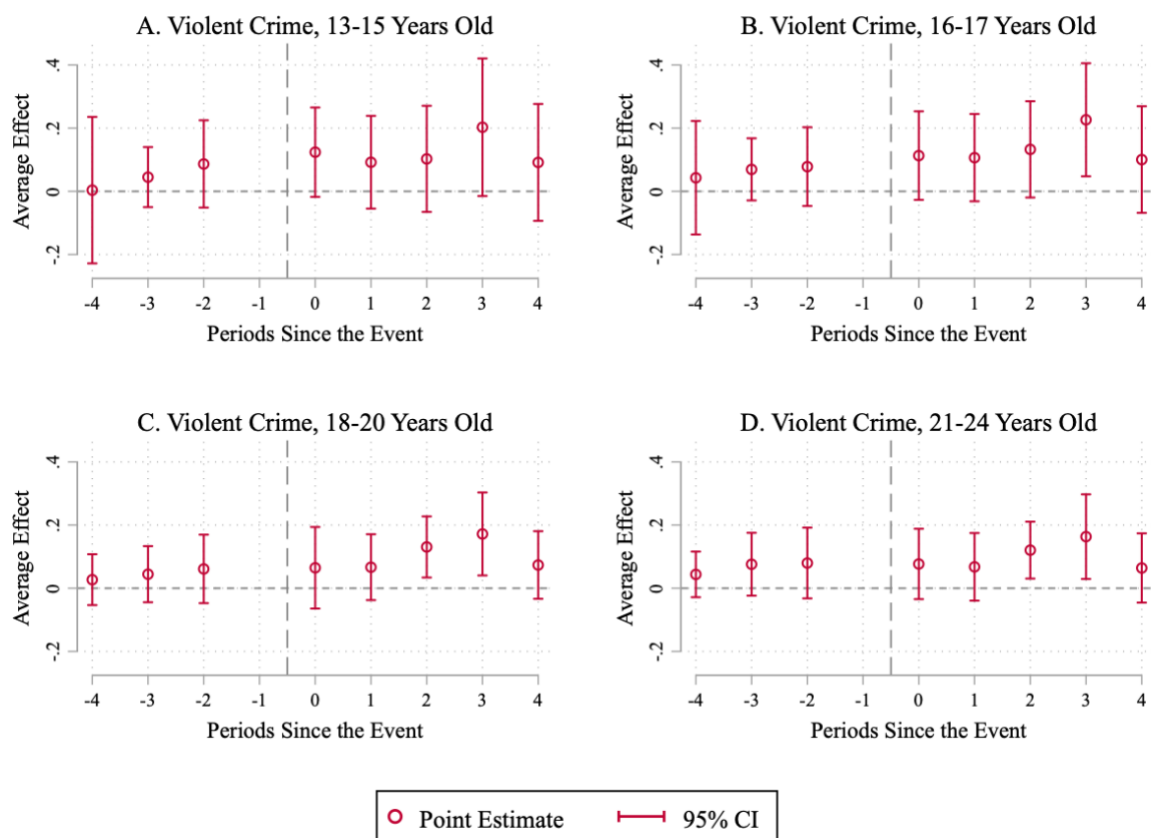 A. Violent Crime, 13-15 Years Old
Average Effect
.4
.2
0
-.2
-4 -3 -2 -1 0 1 2 3 4
Periods Since the Event
B. Violent Crime, 16-17 Years Old
Average Effect
.4
.2
0
-.2
-4 -3 -2 -1 0 1 2 3 4
Periods Since the Event
C. Violent Crime, 18-20 Years Old
Average Effect
.4
.2
0
-.2
-4 -3 -2 -1 0 1 2 3 4
Periods Since the Event
D. Violent Crime, 21-24 Years Old
Average Effect
.4
.2
0
-.2
-4 -3 -2 -1 0 1 2 3 4
Periods Since the Event
Point Estimate 95% CI